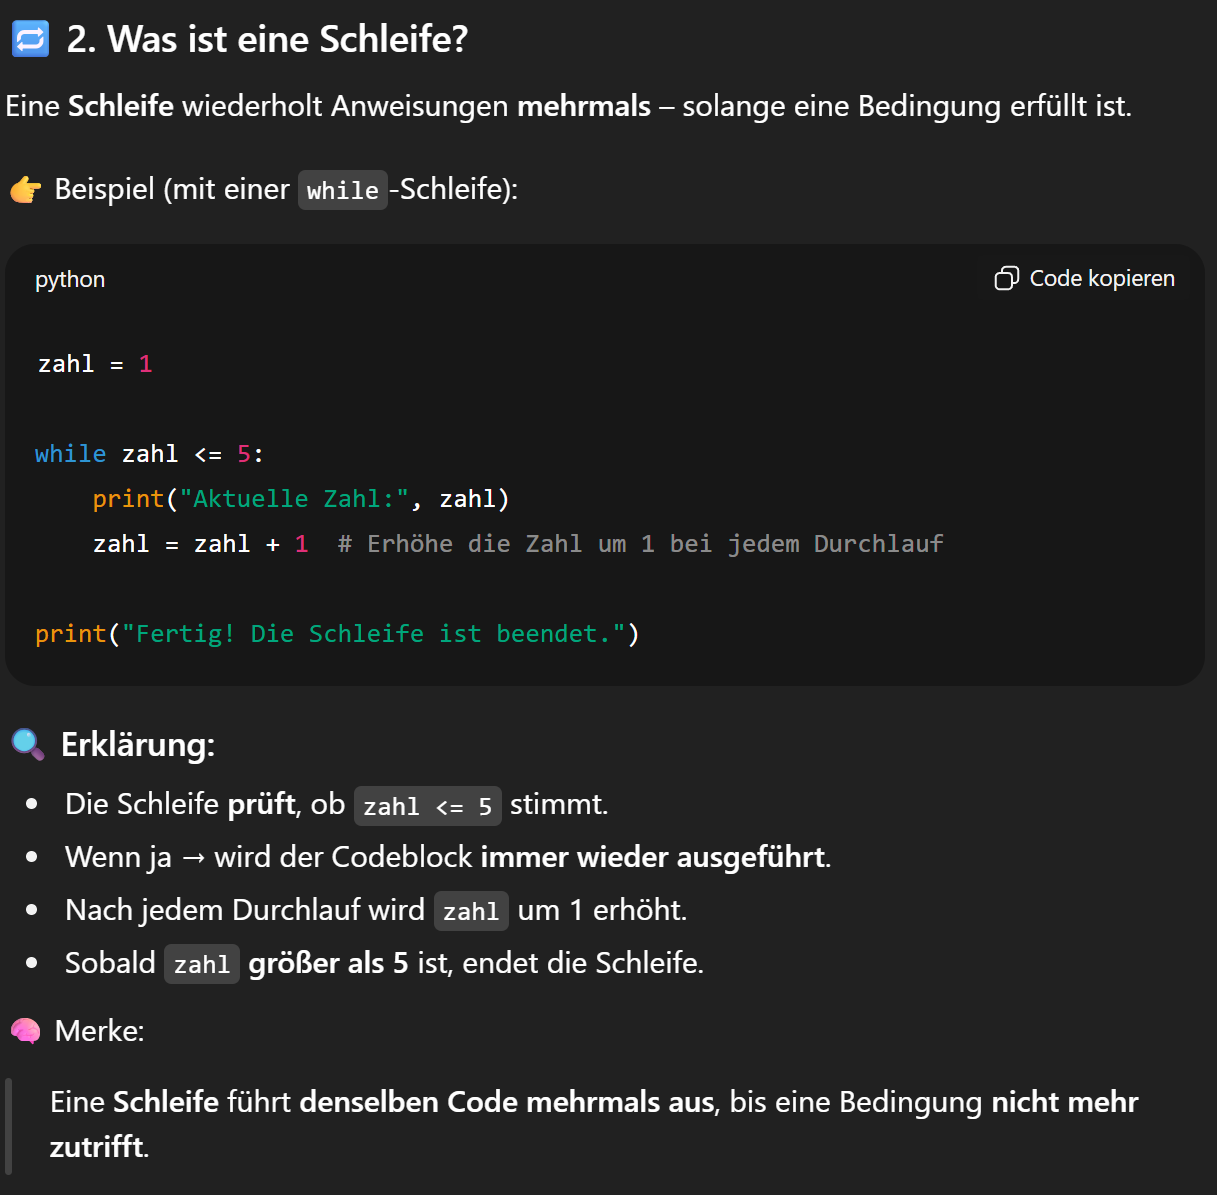 🔁 2. Was ist eine Schleife?
Eine Schleife wiederholt Anweisungen mehrmals – solange eine Bedingung erfüllt ist.
👉 Beispiel (mit einer while-Schleife):
python
Code kopieren
zahl = 1
while zahl <= 5:
    print("Aktuelle Zahl:", zahl)
    zahl = zahl + 1  # Erhöhe die Zahl um 1 bei jedem Durchlauf
print("Fertig! Die Schleife ist beendet.")
🔍 Erklärung:
• Die Schleife prüft, ob zahl <= 5 stimmt.
• Wenn ja → wird der Codeblock immer wieder ausgeführt.
• Nach jedem Durchlauf wird zahl um 1 erhöht.
• Sobald zahl größer als 5 ist, endet die Schleife.
🧠 Merke:
Eine Schleife führt denselben Code mehrmals aus, bis eine Bedingung nicht mehr
zutrifft.